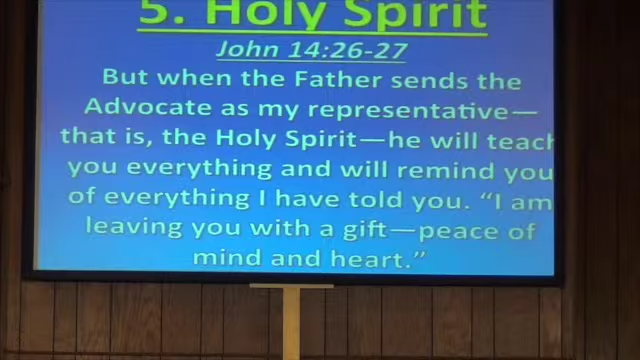 5. Holy Spirit
John 14:26-27
But when the Father sends the
Advocate as my representative—
that is, the Holy Spirit—he will teach
you everything and will remind you
of everything I have told you. “I am
leaving you with a gift—peace of
mind and heart.”